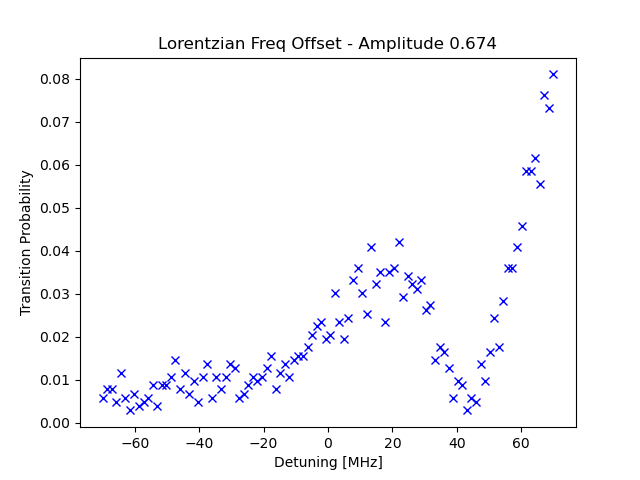 Lorentzian Freq Offset - Amplitude 0.674
0.08
0.07
0.06
0.05
0.04
0.03
0.02
0.01
0.00
Transition Probability
−60 −40 −20 0 20 40 60
Detuning [MHz]